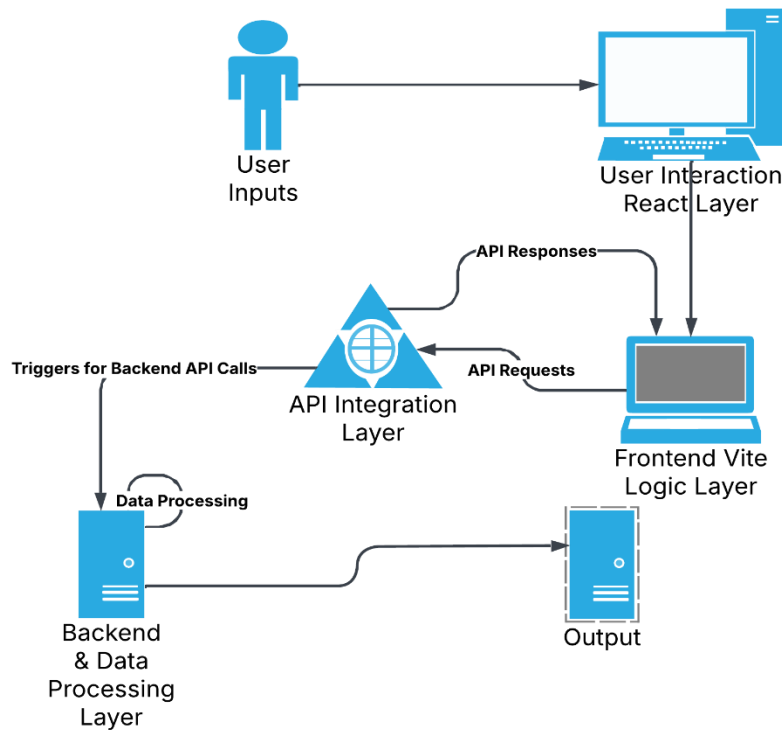 User
Inputs
User Interaction
React Layer
API Responses
Triggers for Backend API Calls
API Requests
API Integration
Layer
Frontend Vite
Logic Layer
Data Processing
Backend
& Data
Processing
Layer
Output